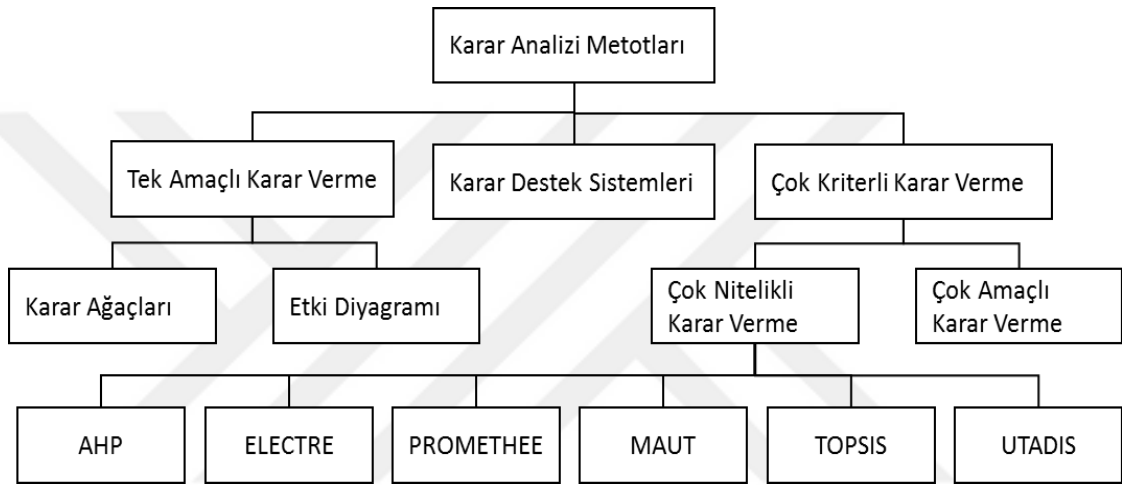 Karar Analizi Metotları
Tek Amaçlı Karar Verme
Karar Destek Sistemleri
Çok Kriterli Karar Verme
Karar Ağaçları
Etki Diyagramı
Çok Nitelikli
Karar Verme
Çok Amaçlı
Karar Verme
AHP
ELECTRE
PROMETHEE
MAUT
TOPSIS
UTADIS